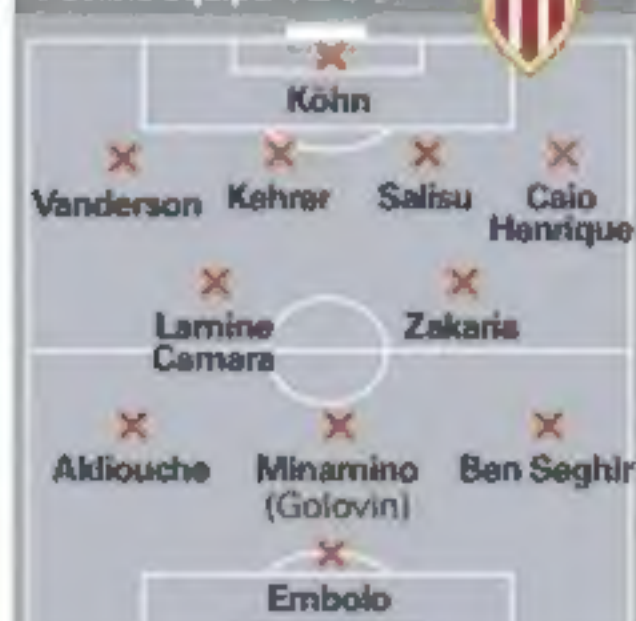 Köhn
Vanderson Kehrer Salisu Caio
Henrique
Lamine Zakaria
Camara
Akliouche Minamino Ben Seghir
(Golovin)
Embolo